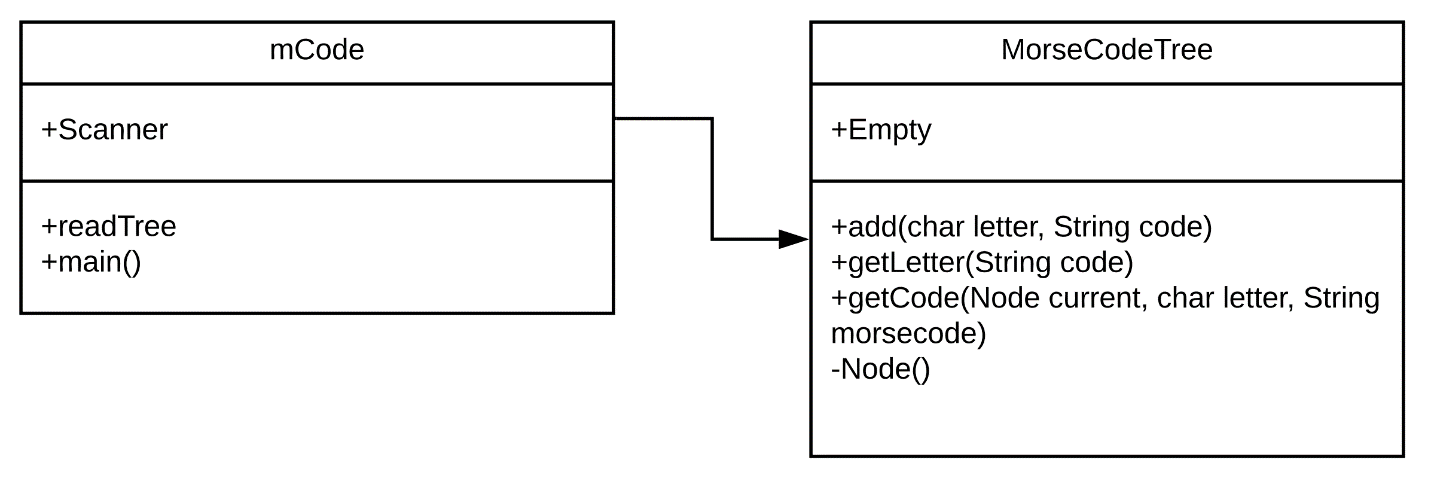 mCode
+Scanner
+readTree
+main()
MorseCodeTree
+Empty
+add(char letter, String code)
+getLetter(String code)
+getCode(Node current, char letter, String
morsecode)
-Node()